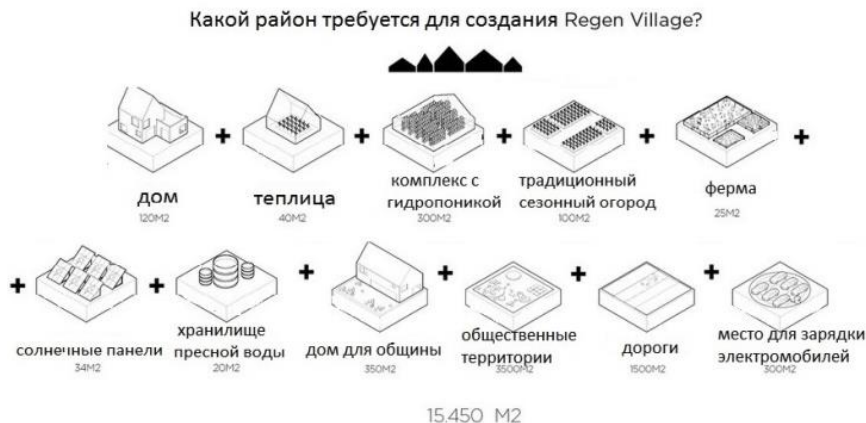 Какой район требуется для создания Regen Village?
дом
120M2
теплица
40M2
комплекс с
гидропоникой
300M2
традиционный
сезонный огород
100M2
ферма
25M2
солнечные панели
34M2
хранилище
пресной воды
20M2
дом для общины
350M2
общественные
территории
3500M2
дороги
1500M2
место для зарядки
электромобилей
300M2
15.450 M2